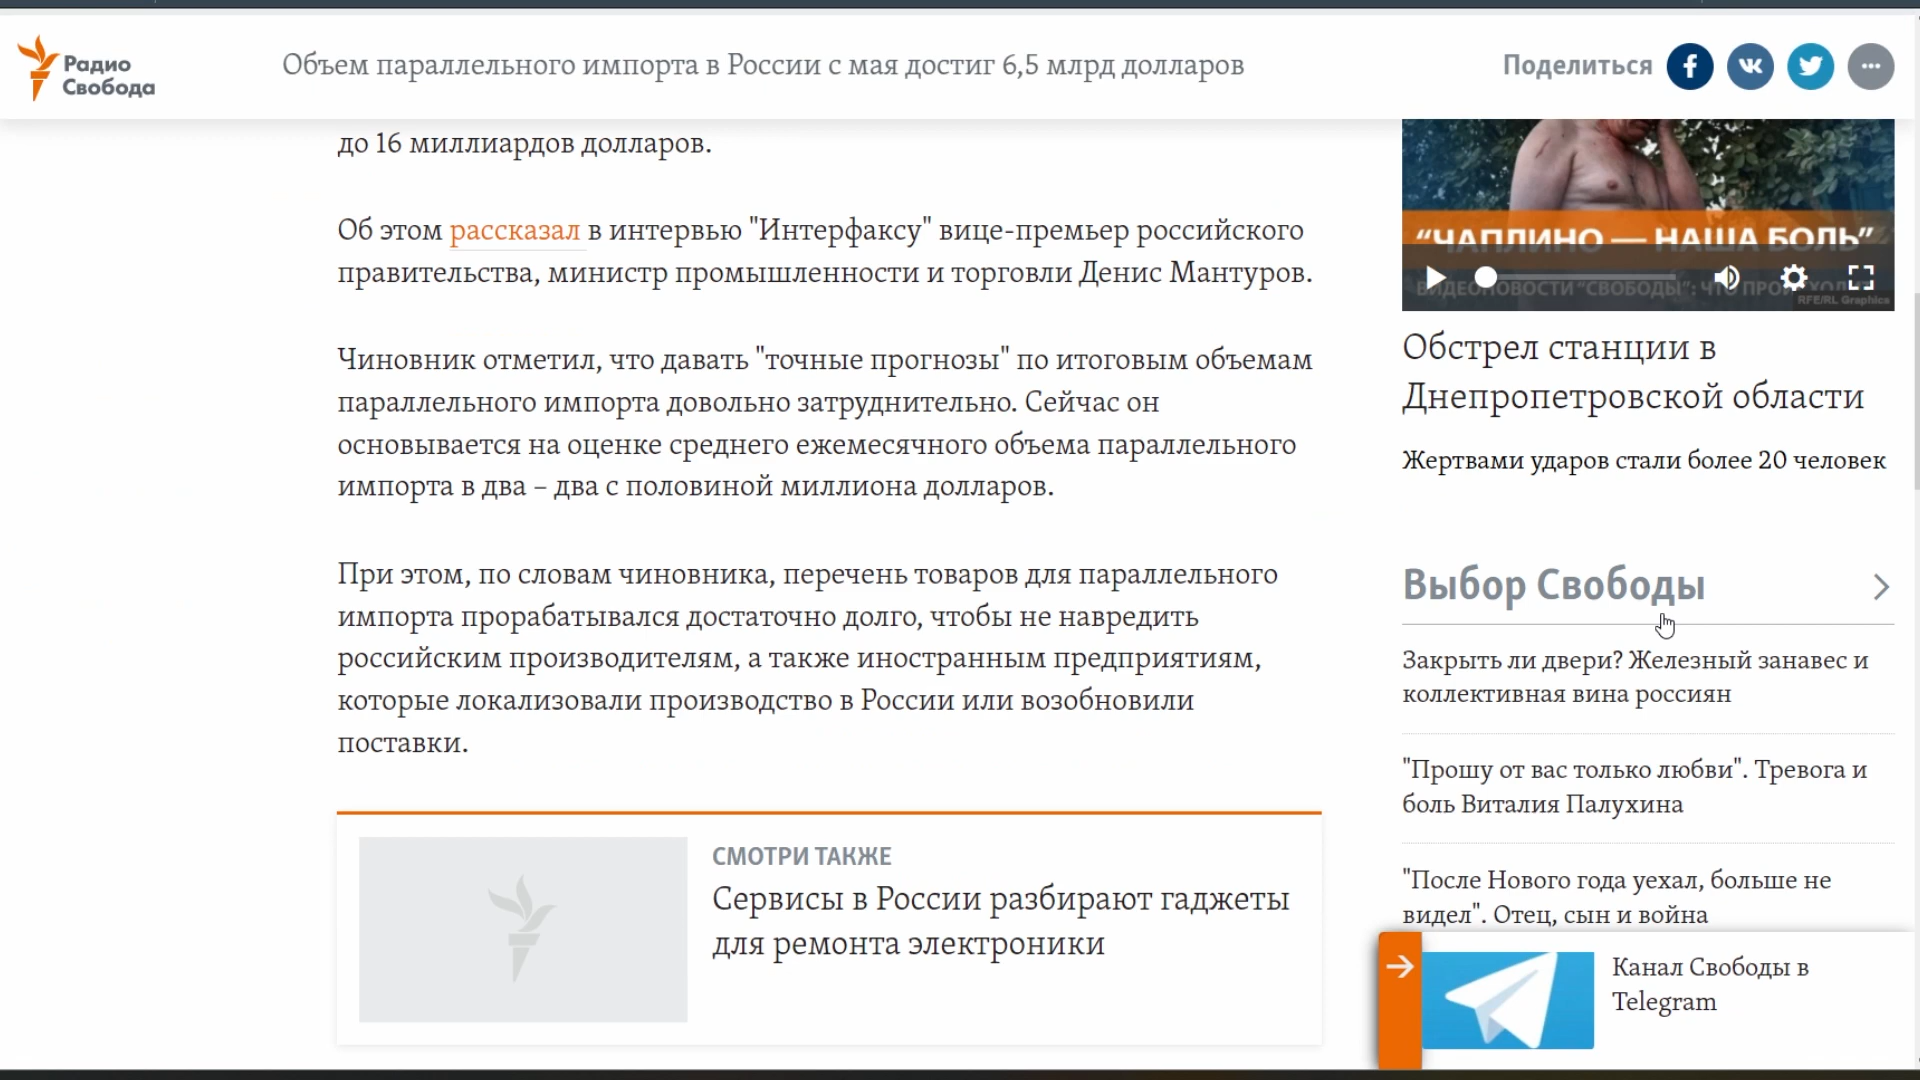 Радио
Свобода
Объем параллельного импорта в России с мая достиг 6,5 млрд долларов
Поделиться
до 16 миллиардов долларов.
Об этом рассказал в интервью "Интерфаксу" вице-премьер российского
правительства, министр промышленности и торговли Денис Мантуров.
Чиновник отметил, что давать "точные прогнозы" по итоговым объемам
параллельного импорта довольно затруднительно. Сейчас он
основывается на оценке среднего ежемесячного объема параллельного
импорта в два – два с половиной миллиона долларов.
При этом, по словам чиновника, перечень товаров для параллельного
импорта прорабатывался достаточно долго, чтобы не навредить
российским производителям, а также иностранным предприятиям,
которые локализовали производство в России или возобновили
поставки.
СМОТРИ ТАКЖЕ
Сервисы в России разбирают гаджеты
для ремонта электроники
“ЧАПЛИНО — НАША БОЛЬ”
ВИДЕОНОВОСТИ “СВОБОДЫ”: ЧТО
RFE/RL Graphics
Обстрел станции в
Днепропетровской области
Жертвами ударов стали более 20 человек
Выбор Свободы
Закрыть ли двери? Железный занавес и
коллективная вина россиян
"Прошу от вас только любви". Тревога и
боль Виталия Палухина
"После Нового года уехал, больше не
видел". Отец, сын и война
Канал Свободы в
Telegram